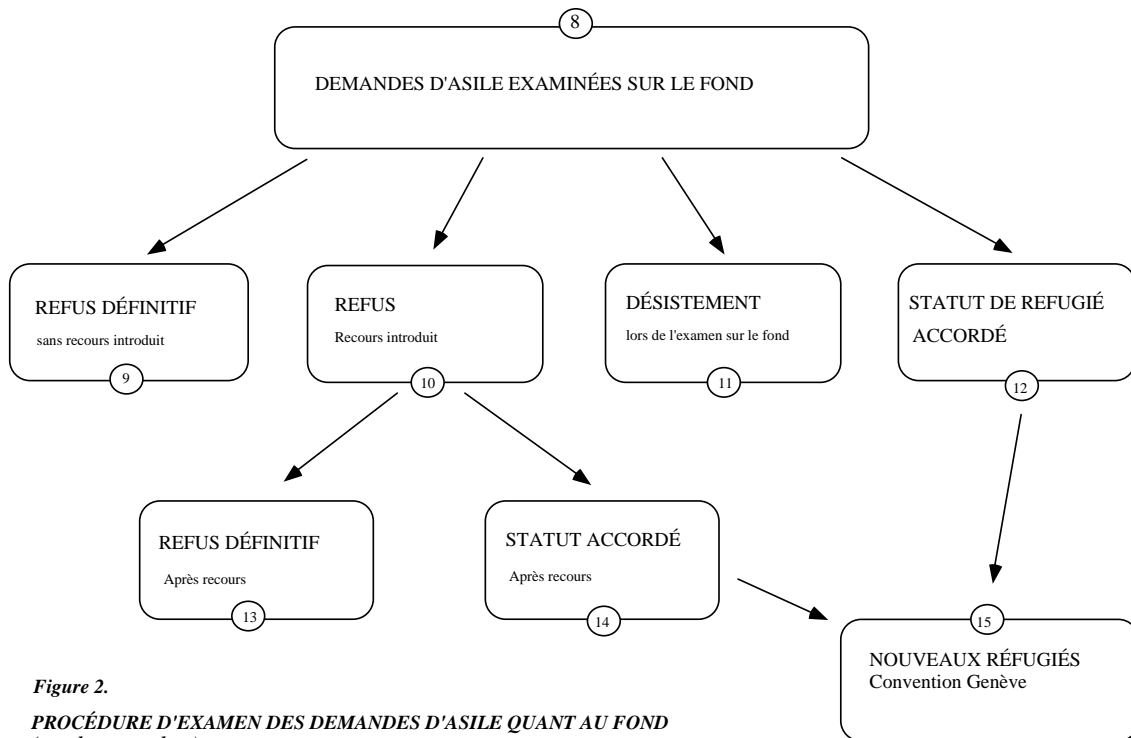 8
DEMANDES D'ASILE EXAMINÉES SUR LE FOND
REFUS DÉFINITIF
sans recours introduit
9
REFUS
Recours introduit
10
DÉSISTEMENT
lors de l'examen sur le fond
11
STATUT DE REFUGIÉ
ACCORDÉ
12
REFUS DÉFINITIF
Après recours
13
STATUT ACCORDÉ
Après recours
14
15
NOUVEAUX RÉFUGIÉS
Convention Genève
Figure 2.
PROCÉDURE D'EXAMEN DES DEMANDES D'ASILE QUANT AU FOND